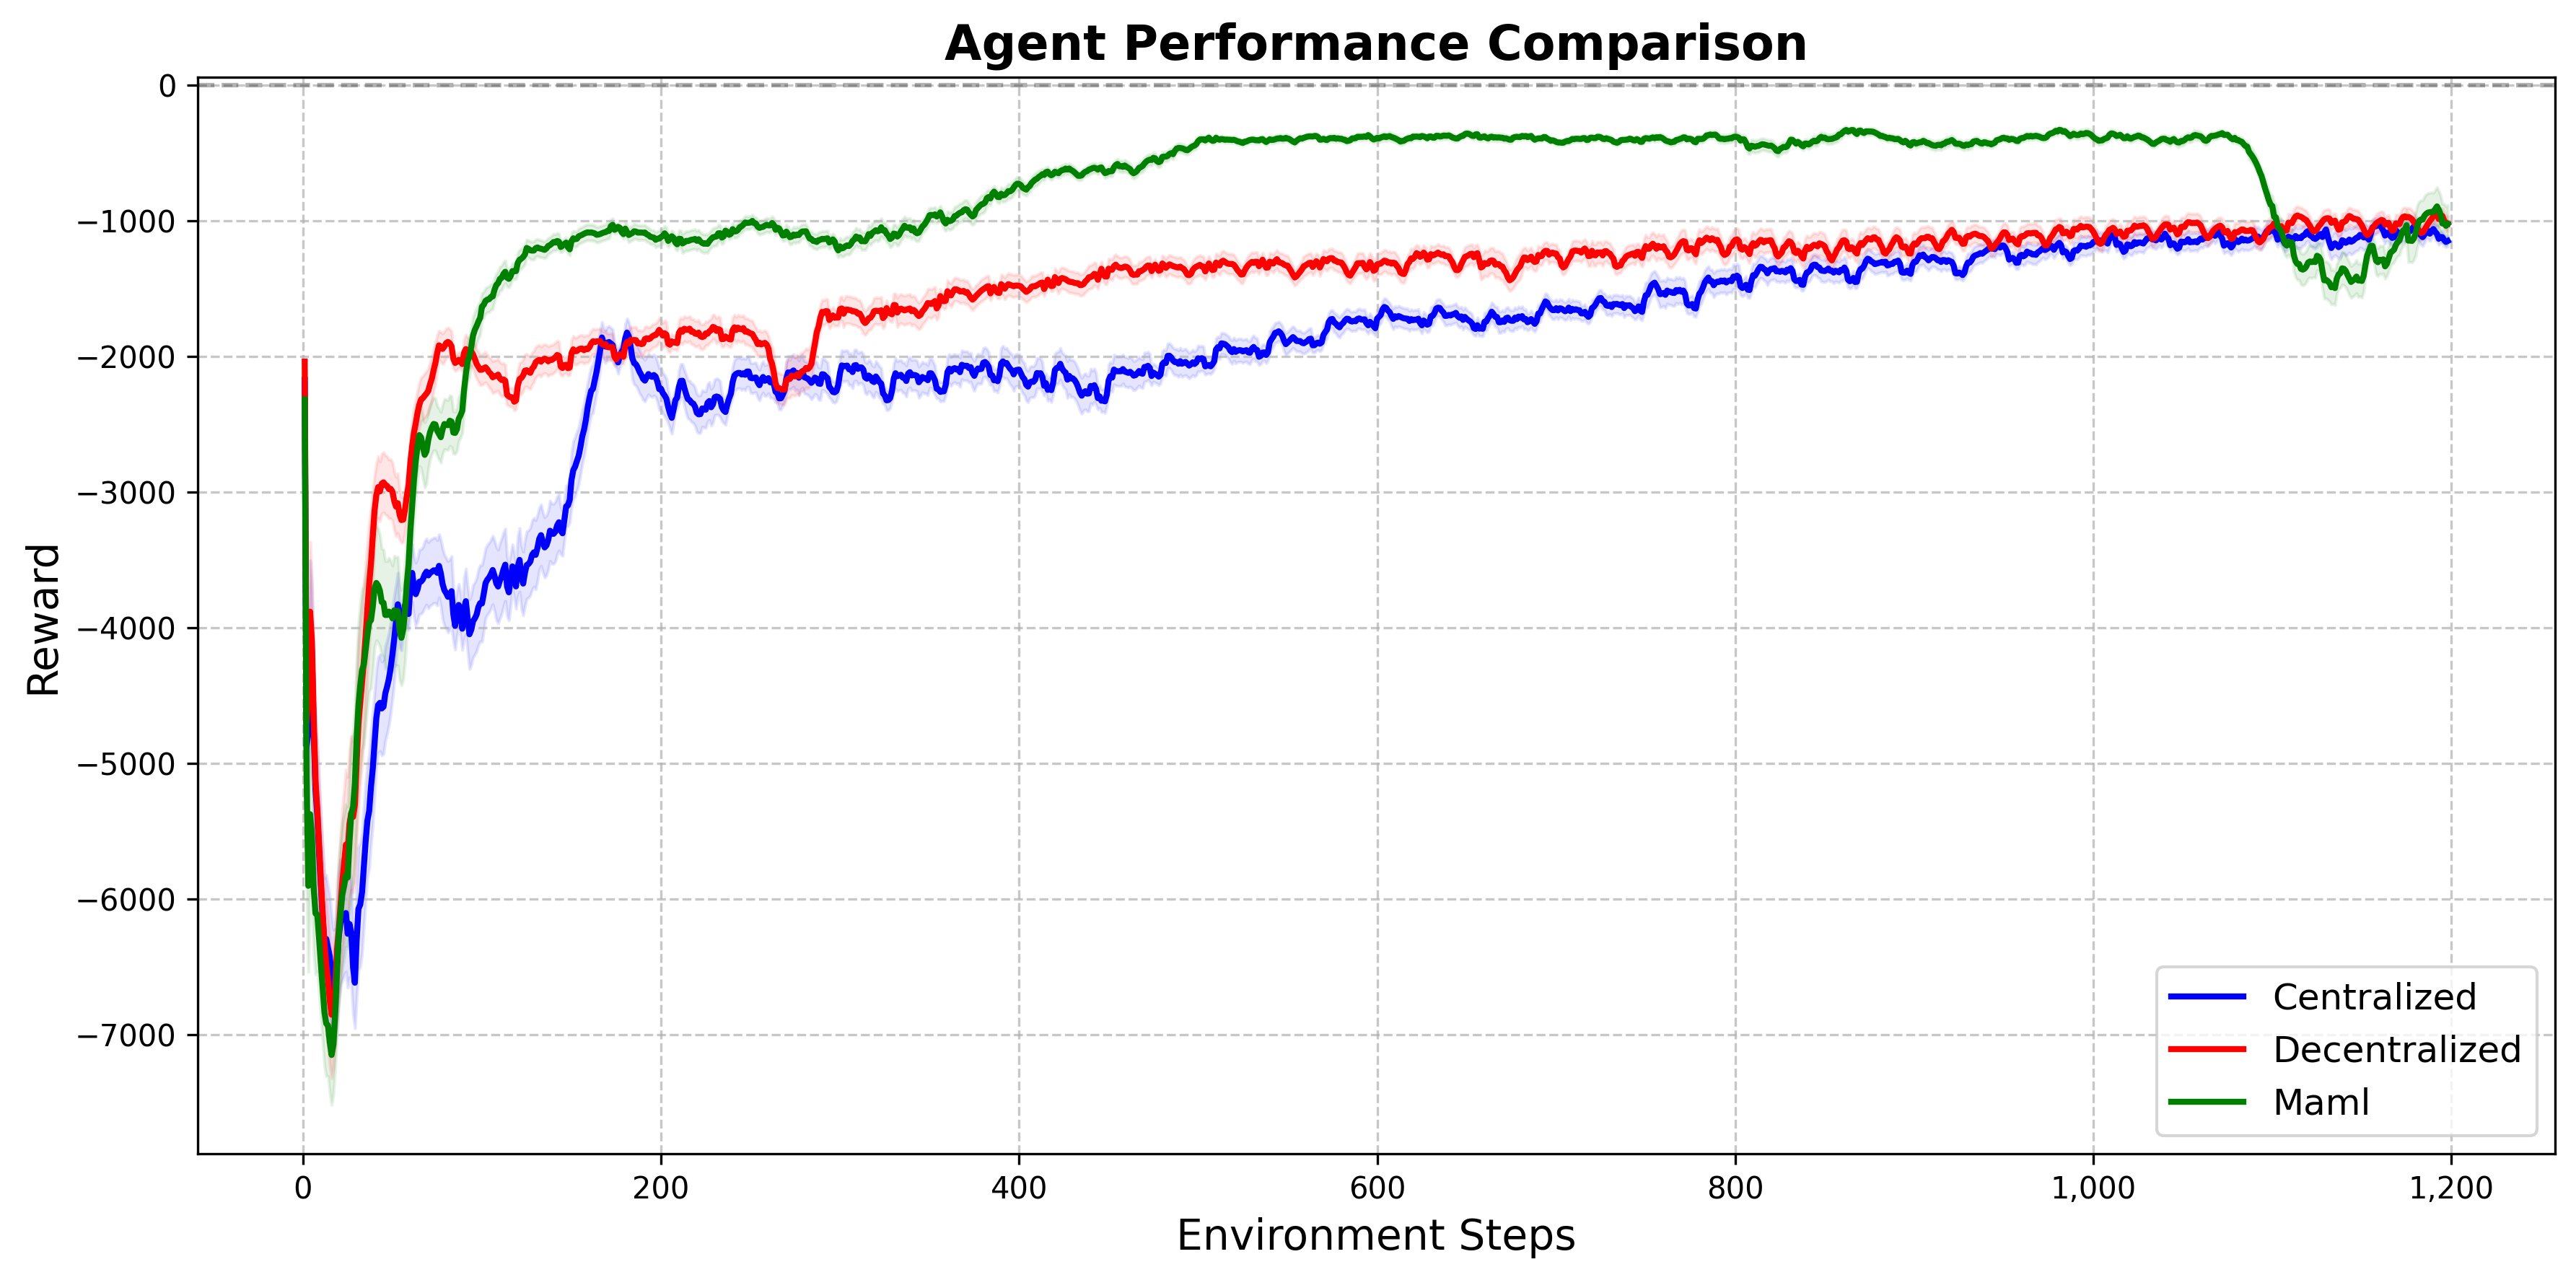 Agent Performance Comparison
0
−1000
−2000
−3000
−4000
−5000
−6000
−7000
Reward
0 200 400 600 800 1,000 1,200
Environment Steps
Centralized
Decentralized
Maml